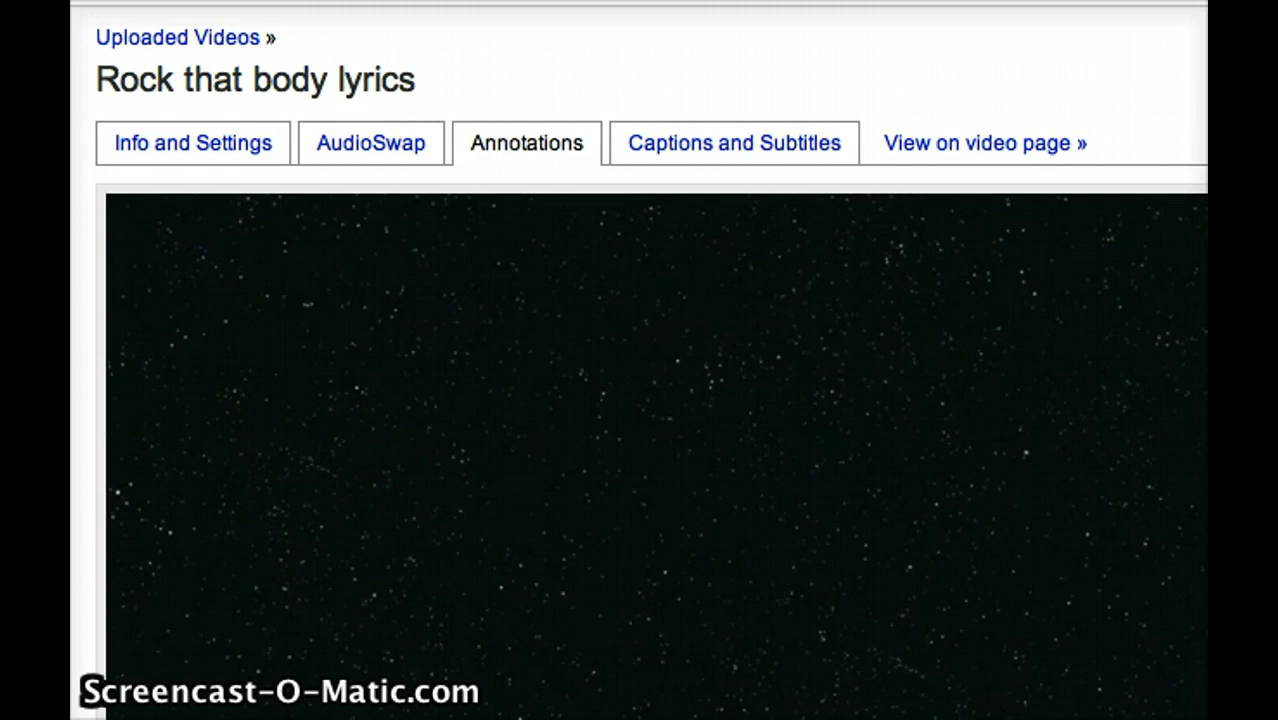 Uploaded Videos »
Rock that body lyrics
Info and Settings AudioSwap Annotations Captions and Subtitles View on video page »
Screencast-O-Matic.com